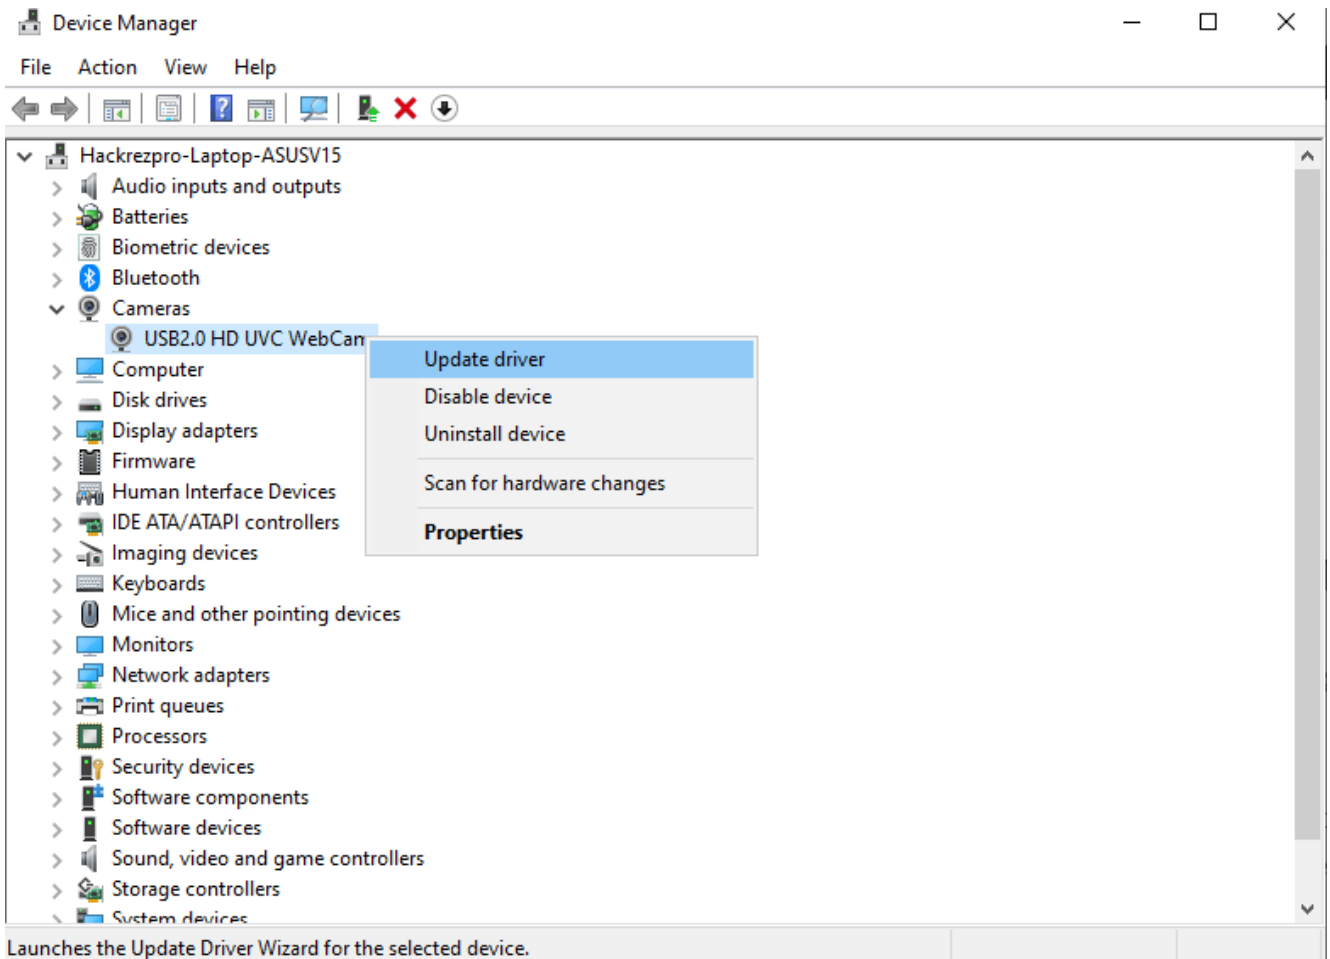 Device Manager
File Action View Help
Hackrezpro-Laptop-ASUSV15
Audio inputs and outputs
Batteries
Biometric devices
Bluetooth
Cameras
USB2.0 HD UVC WebCam
Update driver
Disable device
Uninstall device
Scan for hardware changes
Properties
Computer
Disk drives
Display adapters
Firmware
Human Interface Devices
IDE ATA/ATAPI controllers
Imaging devices
Keyboards
Mice and other pointing devices
Monitors
Network adapters
Print queues
Processors
Security devices
Software components
Software devices
Sound, video and game controllers
Storage controllers
System devices
Launches the Update Driver Wizard for the selected device.